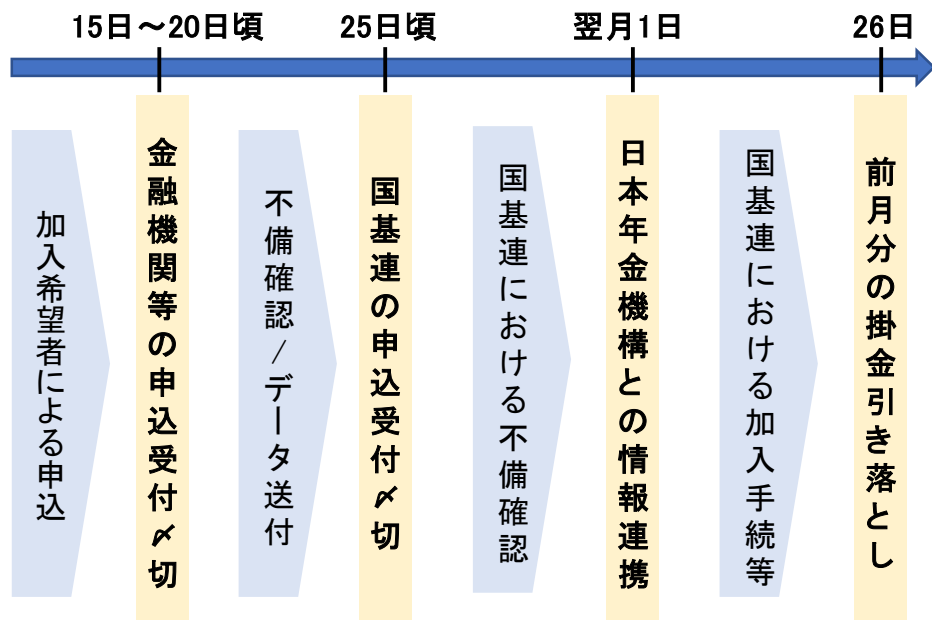 15日～20日頃
25日頃
翌月1日
26日
加入希望者による申込
金融機関等の申込受付〆切
不備確認/データ送付
国基連の申込受付〆切
国基連における不備確認
日本年金機構との情報連携
国基連における加入手続等
前月分の掛金引き落とし